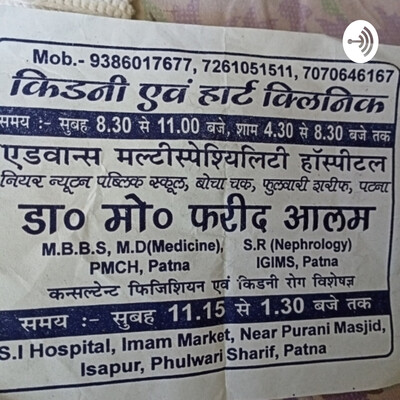 Mob.- 9386017677, 7261051511, 7070646167
किडनी एवं हार्ट क्लिनिक
समय :- सुबह 8.30 से 11.00 बजे, शाम 4.30 से 8.30 बजे तक
एडवान्स मल्टीस्पेश्यिलिटी हॉस्पीटल
नियर न्यूटन पब्लिक स्कूल, बोचा चक, फुलवारी शरीफ, पटना
डा० मो० फरीद आलम
M.B.B.S, M.D(Medicine), S.R (Nephrology)
PMCH, Patna IGIMS, Patna
कन्सल्टेन्ट फिजिशियन एवं किडनी रोग विशेषज्ञ
समय :- सुबह 11.15 से 1.30 बजे तक
S.I Hospital, Imam Market, Near Purani Masjid,
Isapur, Phulwari Sharif, Patna